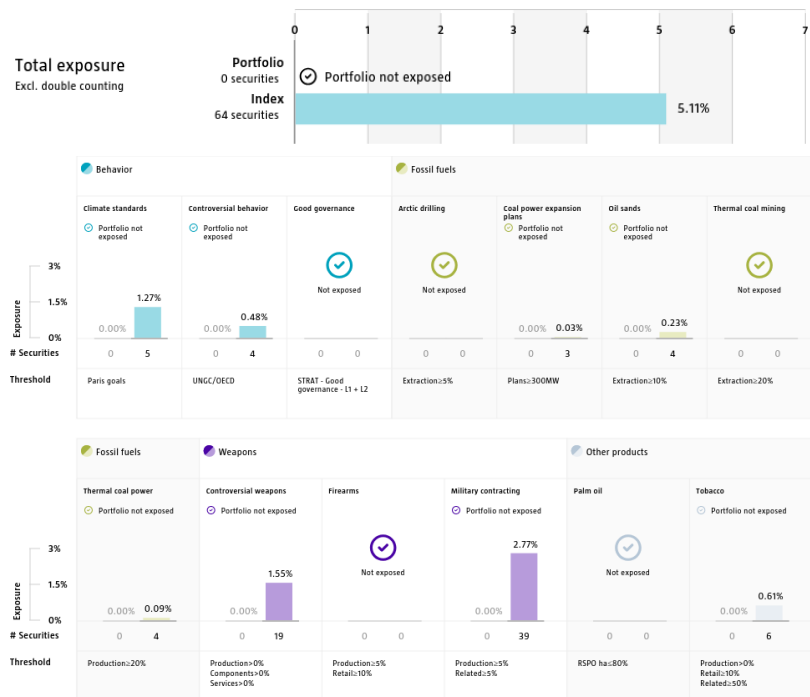 0 1 2 3 4 5 6 7
Total exposure
Excl. double counting
Portfolio
0 securities
Portfolio not exposed
Index
64 securities
5.11%
Behavior
Fossil fuels
Climate standards
Controversial behavior
Good governance
Arctic drilling
Coal power expansion
plans
Oil sands
Thermal coal mining
Portfolio not
exposed
Portfolio not
exposed
Not exposed
Not exposed
Portfolio not
exposed
Portfolio not
exposed
Not exposed
Exposure
3%
1.5%
0%
0.00% 1.27%
0.00% 0.48%
0.00% 0.03%
0.00% 0.23%
# Securities 0 5 0 4 0 0 0 0 0 3 0 4 0 0
Threshold
Paris goals
UNGC/OECD
STRAT - Good
governance - L1 + L2
Extraction≥5%
Plans≥300MW
Extraction≥10%
Extraction≥20%
Fossil fuels
Weapons
Other products
Thermal coal power
Controversial weapons
Firearms
Military contracting
Palm oil
Tobacco
Portfolio not exposed
Portfolio not exposed
Not exposed
Portfolio not exposed
Not exposed
Portfolio not exposed
Exposure
3%
1.5%
0%
0.00% 0.09%
0.00% 1.55%
0.00% 2.77%
0.00% 0.61%
# Securities 0 4 0 19 0 0 0 39 0 0 0 6
Threshold
Production≥20%
Production>0%
Components>0%
Services>0%
Production≥5%
Retail≥10%
Production≥5%
Related≥5%
RSPO ha≤80%
Production>0%
Retail≥10%
Related≥50%